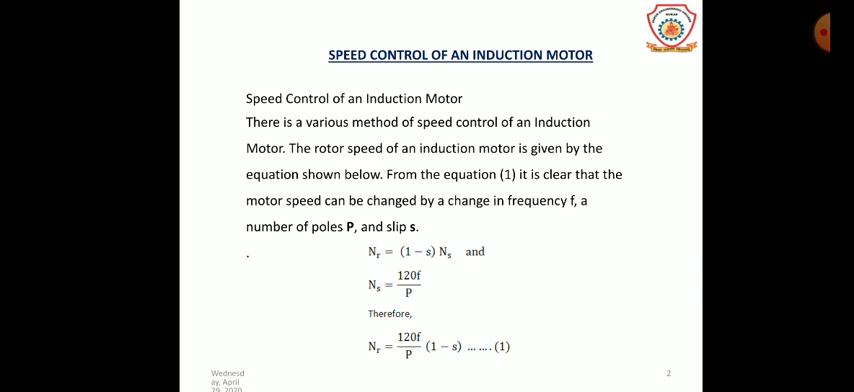 SPEED CONTROL OF AN INDUCTION MOTOR
Speed Control of an Induction Motor
There is a various method of speed control of an Induction
Motor. The rotor speed of an induction motor is given by the
equation shown below. From the equation (1) it is clear that the
motor speed can be changed by a change in frequency f, a
number of poles P, and slip s.
.
Nr = (1 − s) Ns and
Ns = 120f/P
Therefore,
Nr = 120f/P (1 − s) … … . (1)
Wednesd
ay, April
29, 2020
2